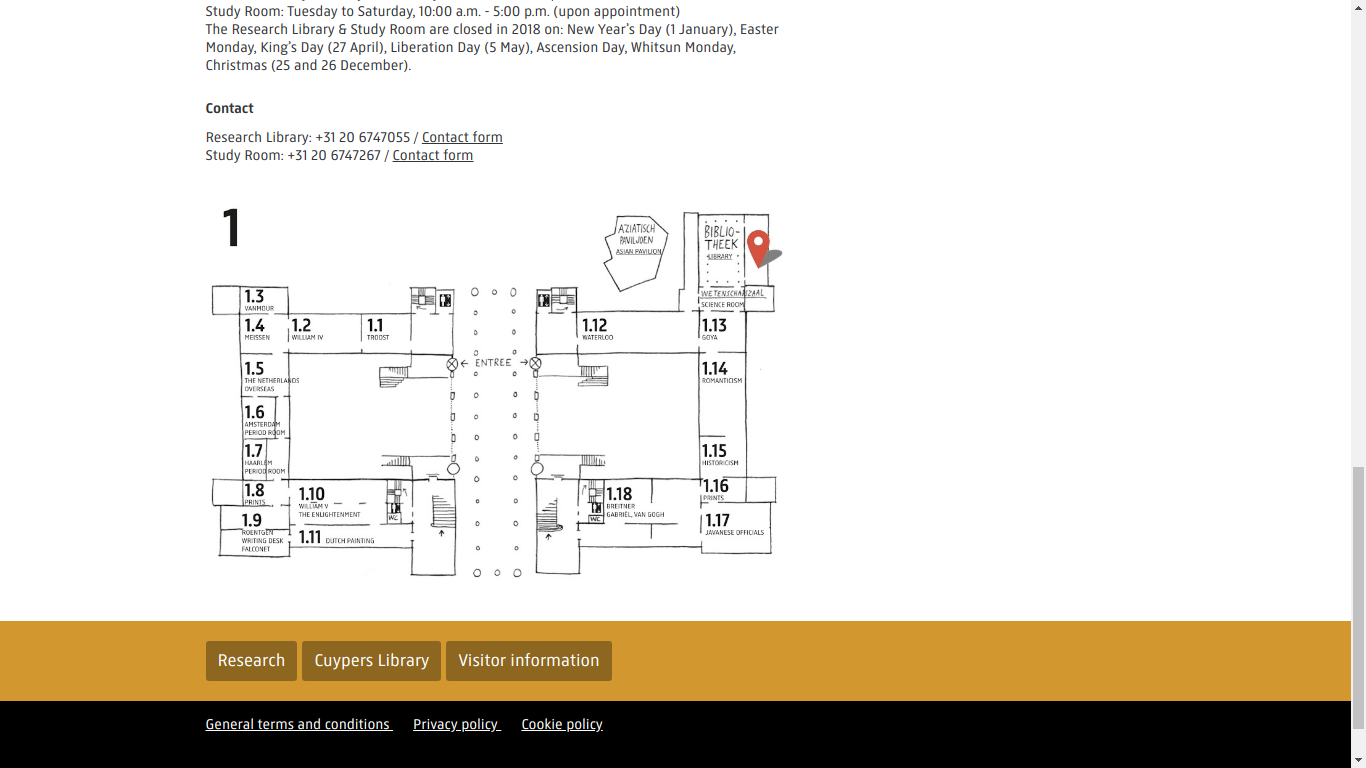 Study Room: Tuesday to Saturday, 10:00 a.m. - 5:00 p.m. (upon appointment)
The Research Library & Study Room are closed in 2018 on: New Year's Day (1 January), Easter
Monday, King's Day (27 April), Liberation Day (5 May), Ascension Day, Whitsun Monday,
Christmas (25 and 26 December).
Contact
Research Library: +31 20 6747055 / Contact form
Study Room: +31 20 6747267 / Contact form
1
AZIATISCH
PAVILJOEN
ASIAN PAVILION
BIBLIO-
THEEK
LIBRARY
WETENSCHAPSZAAL
SCIENCE ROOM
1.3
VANMOUR
1.4
MEISSEN
1.2
WILLIAM IV
1.1
TROOST
1.12
WATERLOO
1.13
GOYA
← ENTREE →
1.5
THE NETHERLANDS
OVERSEAS
1.14
ROMANTICISM
1.6
AMSTERDAM
PERIOD ROOM
1.7
HAARLEM
PERIOD ROOM
1.15
HISTORICISM
1.8
PRINTS
1.10
WILLIAM V
THE ENLIGHTENMENT
WC
1.18
BREITNER
GABRIËL, VAN GOGH
WC
1.16
PRINTS
1.9
ROENTGEN
WRITING DESK
FALCONET
1.11 DUTCH PAINTING
1.17
JAVANESE OFFICIALS
Research
Cuypers Library
Visitor information
General terms and conditions
Privacy policy
Cookie policy